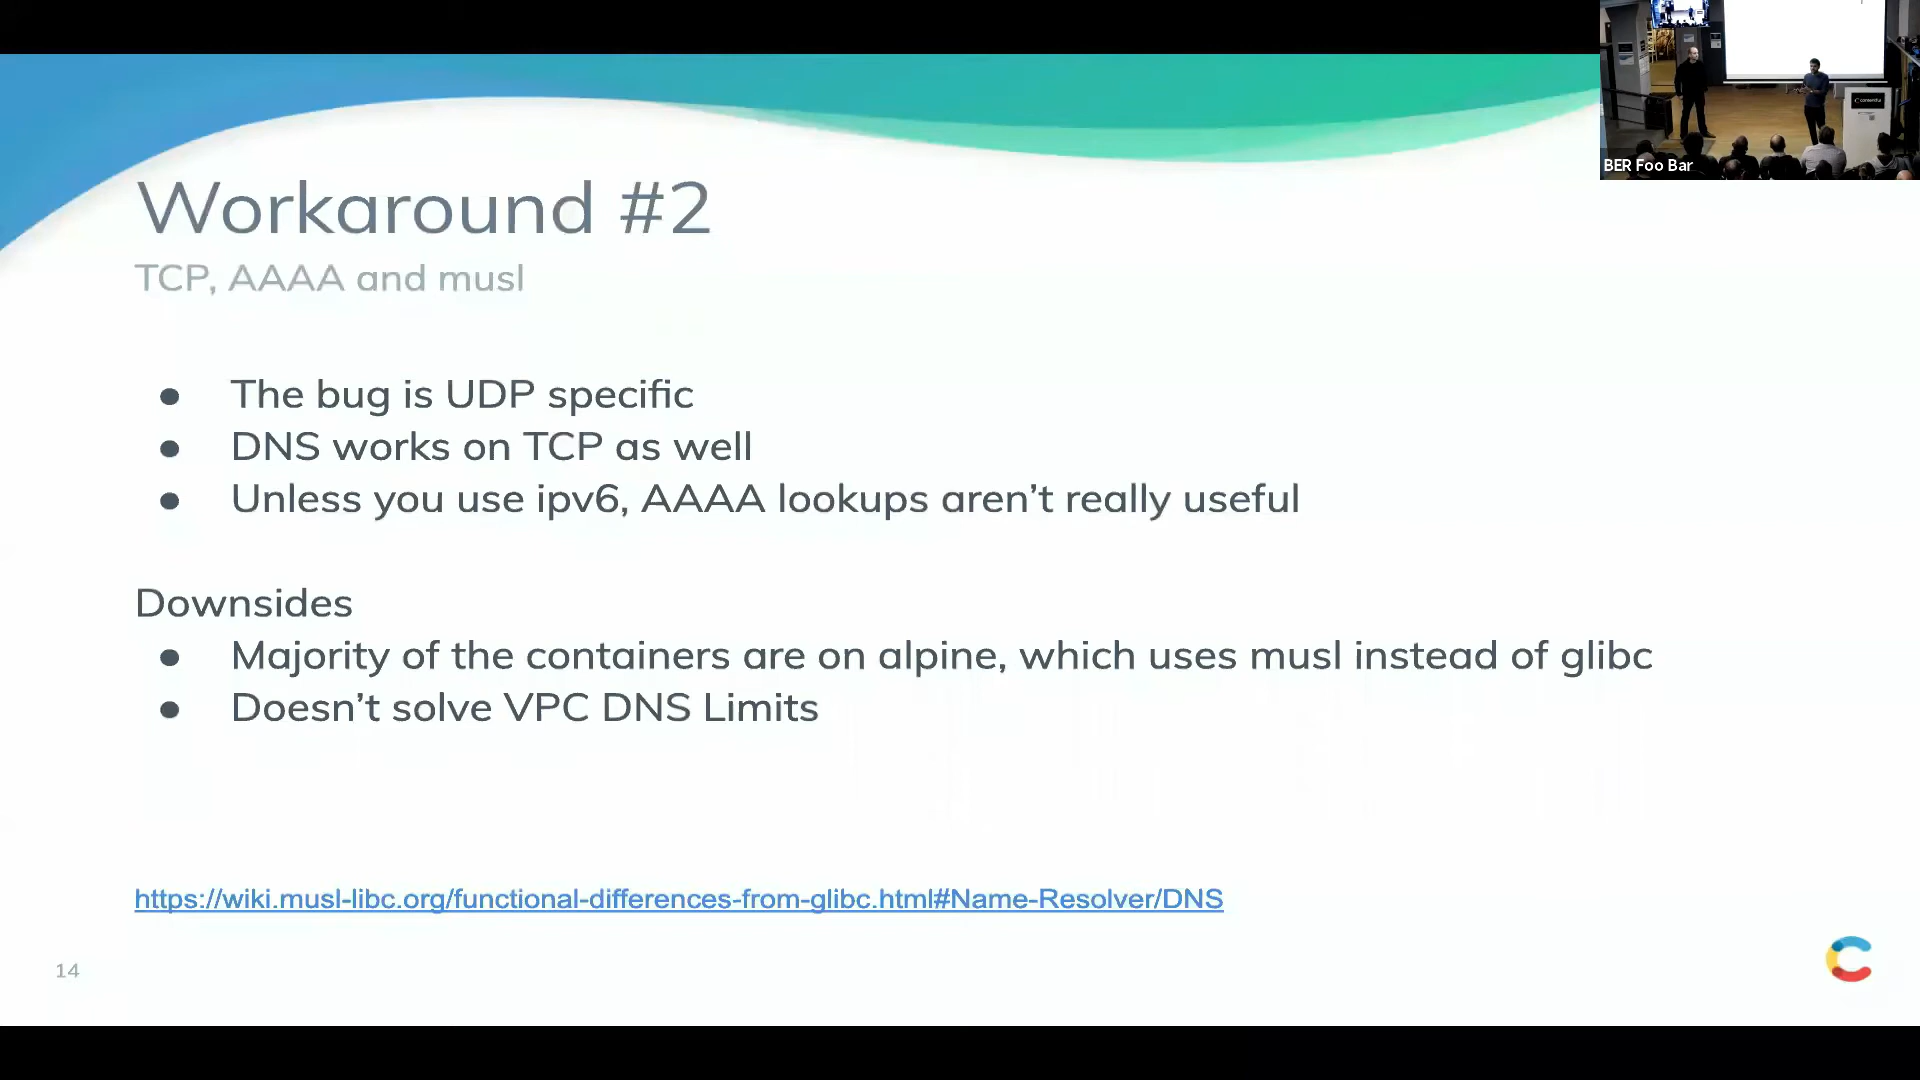 Workaround #2
TCP, AAAA and musl
● The bug is UDP specific
● DNS works on TCP as well
● Unless you use ipv6, AAAA lookups aren’t really useful
Downsides
● Majority of the containers are on alpine, which uses musl instead of glibc
● Doesn’t solve VPC DNS Limits
https://wiki.musl-libc.org/functional-differences-from-glibc.html#Name-Resolver/DNS
14
contentful
BER Foo Bar